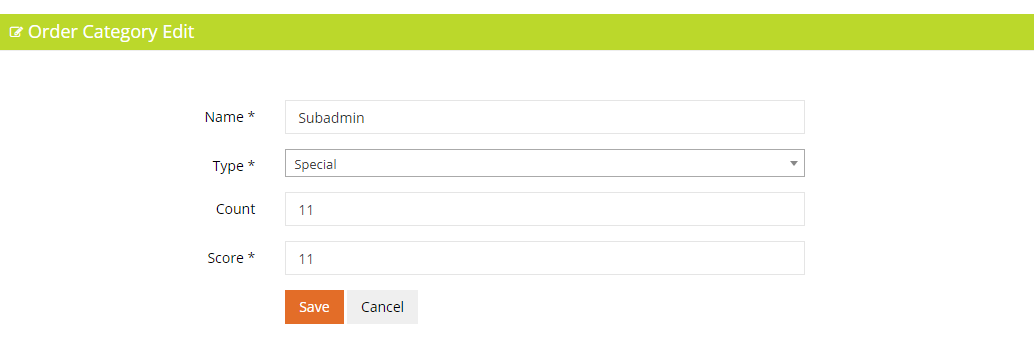 Order Category Edit
Name * Subadmin
Type * Special
Count 11
Score * 11
Save Cancel